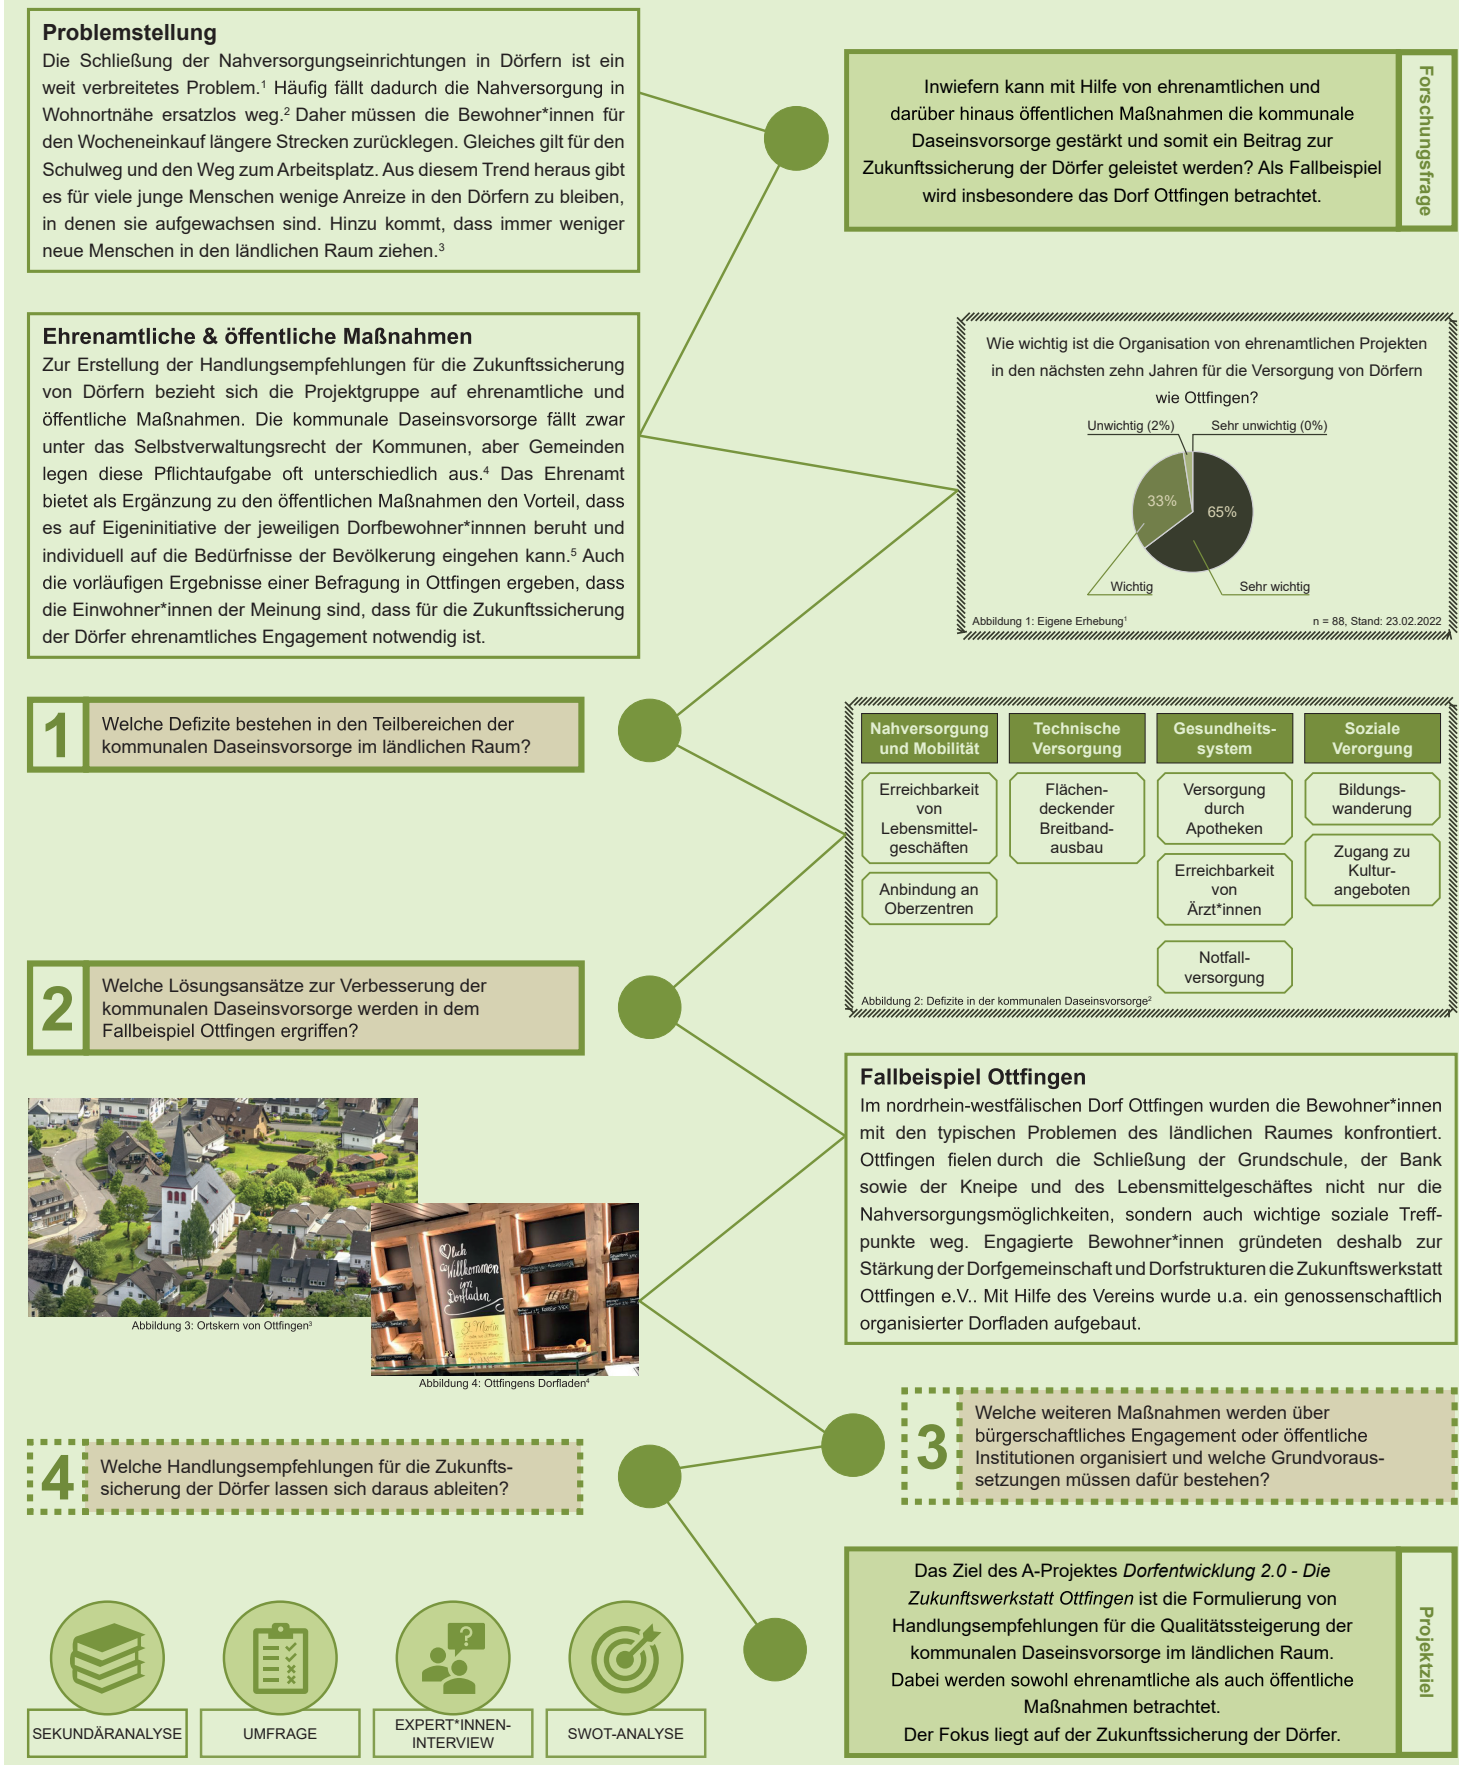 Problemstellung
Die Schließung der Nahversorgungseinrichtungen in Dörfern ist ein
weit verbreitetes Problem.¹ Häufig fällt dadurch die Nahversorgung in
Wohnortnähe ersatzlos weg.² Daher müssen die Bewohner*innen für
den Wocheneinkauf längere Strecken zurücklegen. Gleiches gilt für den
Schulweg und den Weg zum Arbeitsplatz. Aus diesem Trend heraus gibt
es für viele junge Menschen wenige Anreize in den Dörfern zu bleiben,
in denen sie aufgewachsen sind. Hinzu kommt, dass immer weniger
neue Menschen in den ländlichen Raum ziehen.³
Inwiefern kann mit Hilfe von ehrenamtlichen und
darüber hinaus öffentlichen Maßnahmen die kommunale
Daseinsvorsorge gestärkt und somit ein Beitrag zur
Zukunftssicherung der Dörfer geleistet werden? Als Fallbeispiel
wird insbesondere das Dorf Ottfingen betrachtet.
Forschungsfrage
Ehrenamtliche & öffentliche Maßnahmen
Zur Erstellung der Handlungsempfehlungen für die Zukunftssicherung
von Dörfern bezieht sich die Projektgruppe auf ehrenamtliche und
öffentliche Maßnahmen. Die kommunale Daseinsvorsorge fällt zwar
unter das Selbstverwaltungsrecht der Kommunen, aber Gemeinden
legen diese Pflichtaufgabe oft unterschiedlich aus.⁴ Das Ehrenamt
bietet als Ergänzung zu den öffentlichen Maßnahmen den Vorteil, dass
es auf Eigeninitiative der jeweiligen Dorfbewohner*innnen beruht und
individuell auf die Bedürfnisse der Bevölkerung eingehen kann.⁵ Auch
die vorläufigen Ergebnisse einer Befragung in Ottfingen ergeben, dass
die Einwohner*innen der Meinung sind, dass für die Zukunftssicherung
der Dörfer ehrenamtliches Engagement notwendig ist.
Wie wichtig ist die Organisation von ehrenamtlichen Projekten
in den nächsten zehn Jahren für die Versorgung von Dörfern
wie Ottfingen?
Unwichtig (2%)
Sehr unwichtig (0%)
33%
65%
Wichtig
Sehr wichtig
Abbildung 1: Eigene Erhebung¹
n = 88, Stand: 23.02.2022
1
Welche Defizite bestehen in den Teilbereichen der
kommunalen Daseinsvorsorge im ländlichen Raum?
Nahversorgung
und Mobilität
Erreichbarkeit
von
Lebensmittel-
geschäften
Anbindung an
Oberzentren
Technische
Versorgung
Flächen-
deckender
Breitband-
ausbau
Gesundheits-
system
Versorgung
durch
Apotheken
Erreichbarkeit
von
Ärzt*innen
Notfall-
versorgung
Soziale
Verorgung
Bildungs-
wanderung
Zugang zu
Kultur-
angeboten
Abbildung 2: Defizite in der kommunalen Daseinsvorsorge²
2
Welche Lösungsansätze zur Verbesserung der
kommunalen Daseinsvorsorge werden in dem
Fallbeispiel Ottfingen ergriffen?
Fallbeispiel Ottfingen
Im nordrhein-westfälischen Dorf Ottfingen wurden die Bewohner*innen
mit den typischen Problemen des ländlichen Raumes konfrontiert.
Ottfingen fielen durch die Schließung der Grundschule, der Bank
sowie der Kneipe und des Lebensmittelgeschäftes nicht nur die
Nahversorgungsmöglichkeiten, sondern auch wichtige soziale Treff-
punkte weg. Engagierte Bewohner*innen gründeten deshalb zur
Stärkung der Dorfgemeinschaft und Dorfstrukturen die Zukunftswerkstatt
Ottfingen e.V.. Mit Hilfe des Vereins wurde u.a. ein genossenschaftlich
organisierter Dorfladen aufgebaut.
Abbildung 3: Ortskern von Ottfingen³
lich
Willkommen
im
Dorfladen
St. Martin
Abbildung 4: Ottfingens Dorfladen⁴
3
Welche weiteren Maßnahmen werden über
bürgerschaftliches Engagement oder öffentliche
Institutionen organisiert und welche Grundvoraus-
setzungen müssen dafür bestehen?
4
Welche Handlungsempfehlungen für die Zukunfts-
sicherung der Dörfer lassen sich daraus ableiten?
Das Ziel des A-Projektes Dorfentwicklung 2.0 - Die
Zukunftswerkstatt Ottfingen ist die Formulierung von
Handlungsempfehlungen für die Qualitätssteigerung der
kommunalen Daseinsvorsorge im ländlichen Raum.
Dabei werden sowohl ehrenamtliche als auch öffentliche
Maßnahmen betrachtet.
Der Fokus liegt auf der Zukunftssicherung der Dörfer.
Projektziel
?
SEKUNDÄRANALYSE
UMFRAGE
EXPERT*INNEN-
INTERVIEW
SWOT-ANALYSE